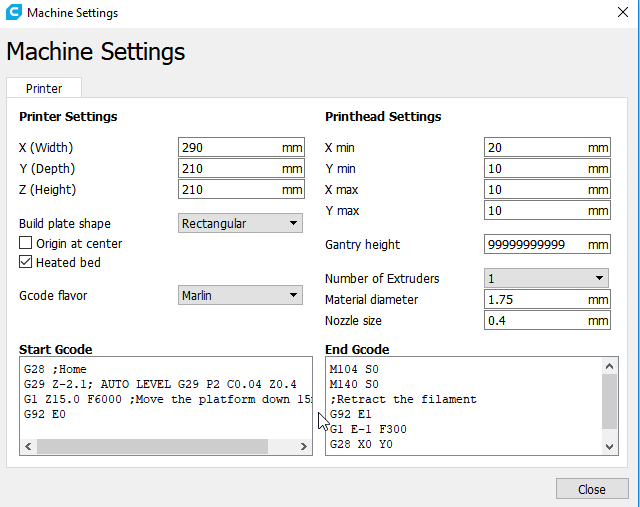 Machine Settings
Machine Settings
Printer
Printer Settings
X (Width) 290 mm
Y (Depth) 210 mm
Z (Height) 210 mm
Build plate shape Rectangular
Origin at center
Heated bed
Gcode flavor Marlin
Printhead Settings
X min 20 mm
Y min 10 mm
X max 10 mm
Y max 10 mm
Gantry height 99999999999 mm
Number of Extruders 1
Material diameter 1.75 mm
Nozzle size 0.4 mm
Start Gcode
G28 ;Home
G29 Z-2.1; AUTO LEVEL G29 P2 C0.04 Z0.4
G1 Z15.0 F6000 ;Move the platform down 15
G92 E0
End Gcode
M104 S0
M140 S0
;Retract the filament
G92 E1
G1 E-1 F300
G28 X0 Y0
Close